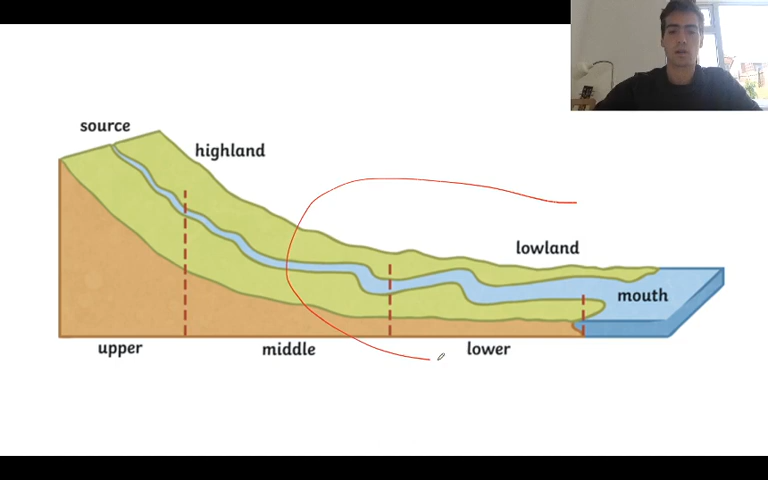 source
highland
lowland
mouth
upper
middle
lower